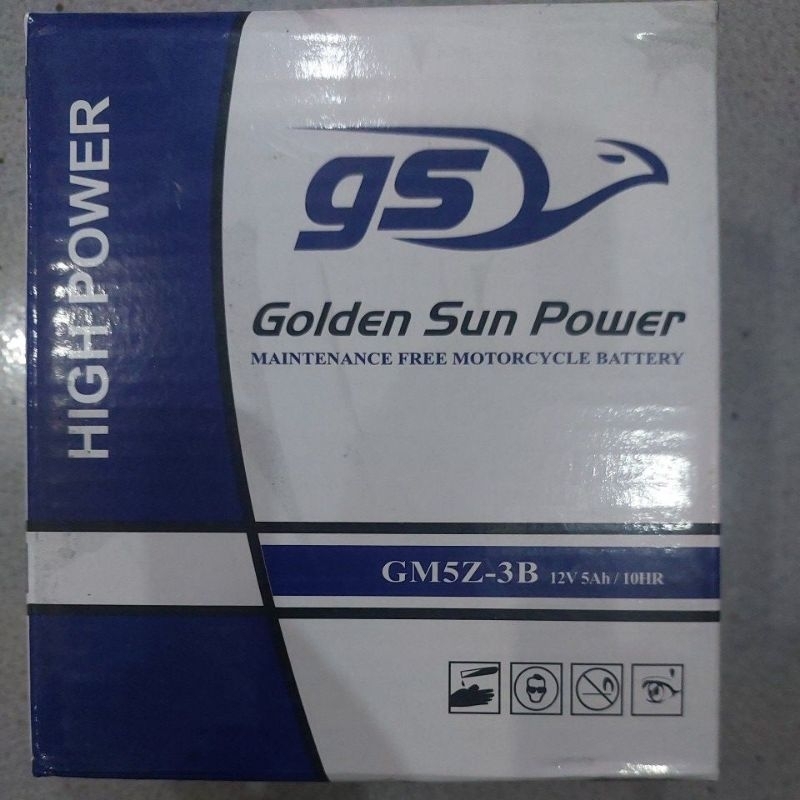 HIGH POWER
gs
Golden Sun Power
MAINTENANCE FREE MOTORCYCLE BATTERY
GM5Z-3B 12V 5Ah / 10HR